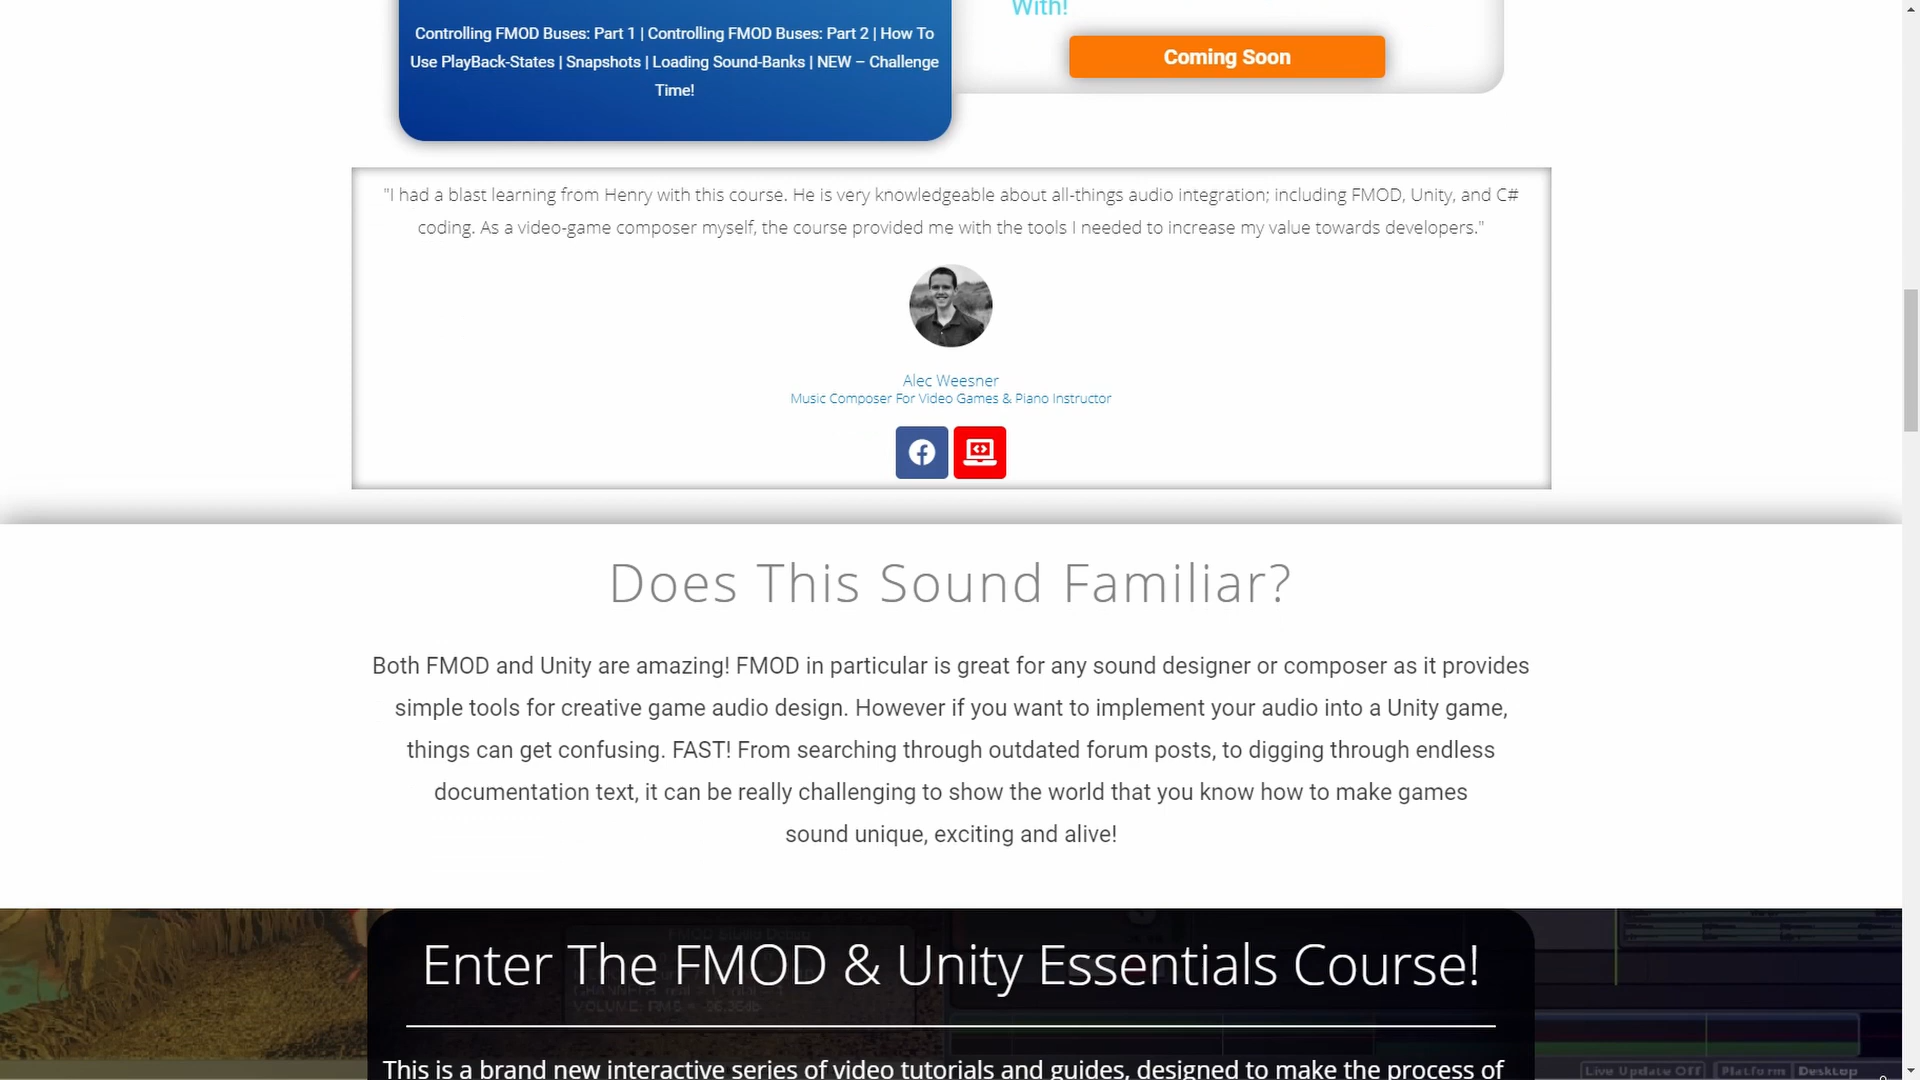 With!
Controlling FMOD Buses: Part 1 | Controlling FMOD Buses: Part 2 | How To
Use PlayBack-States | Snapshots | Loading Sound-Banks | NEW – Challenge
Time!
Coming Soon
"I had a blast learning from Henry with this course. He is very knowledgeable about all-things audio integration; including FMOD, Unity, and C#
coding. As a video-game composer myself, the course provided me with the tools I needed to increase my value towards developers."
Alec Weesner
Music Composer For Video Games & Piano Instructor
Does This Sound Familiar?
Both FMOD and Unity are amazing! FMOD in particular is great for any sound designer or composer as it provides
simple tools for creative game audio design. However if you want to implement your audio into a Unity game,
things can get confusing. FAST! From searching through outdated forum posts, to digging through endless
documentation text, it can be really challenging to show the world that you know how to make games
sound unique, exciting and alive!
Enter The FMOD & Unity Essentials Course!
This is a brand new interactive series of video tutorials and guides, designed to make the process of
Live Update Off Platform Desktop